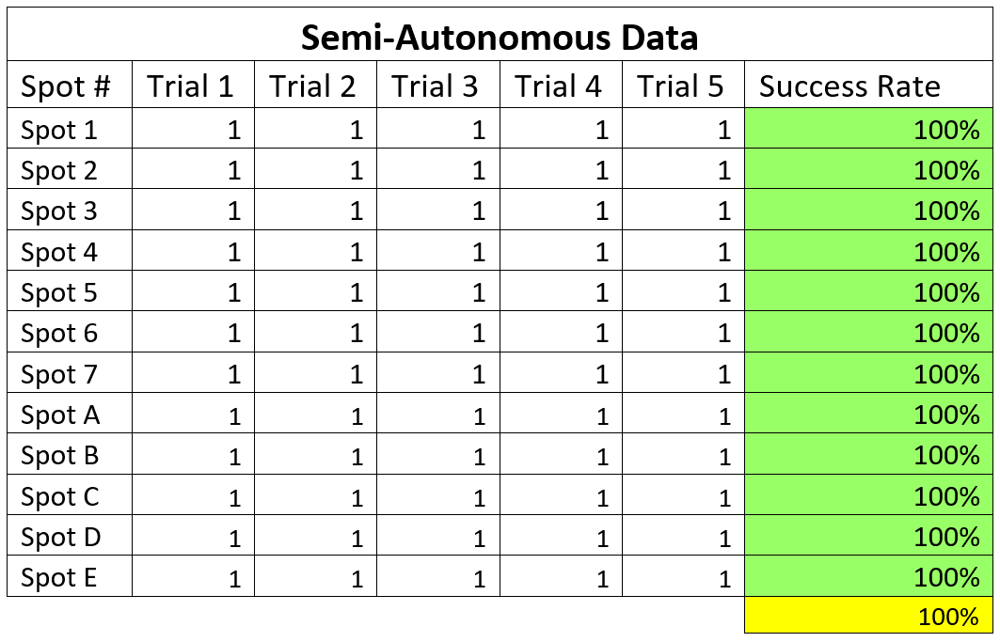 Semi-Autonomous Data
Spot # Trial 1 Trial 2 Trial 3 Trial 4 Trial 5 Success Rate
Spot 1 1 1 1 1 1 100%
Spot 2 1 1 1 1 1 100%
Spot 3 1 1 1 1 1 100%
Spot 4 1 1 1 1 1 100%
Spot 5 1 1 1 1 1 100%
Spot 6 1 1 1 1 1 100%
Spot 7 1 1 1 1 1 100%
Spot A 1 1 1 1 1 100%
Spot B 1 1 1 1 1 100%
Spot C 1 1 1 1 1 100%
Spot D 1 1 1 1 1 100%
Spot E 1 1 1 1 1 100%
100%